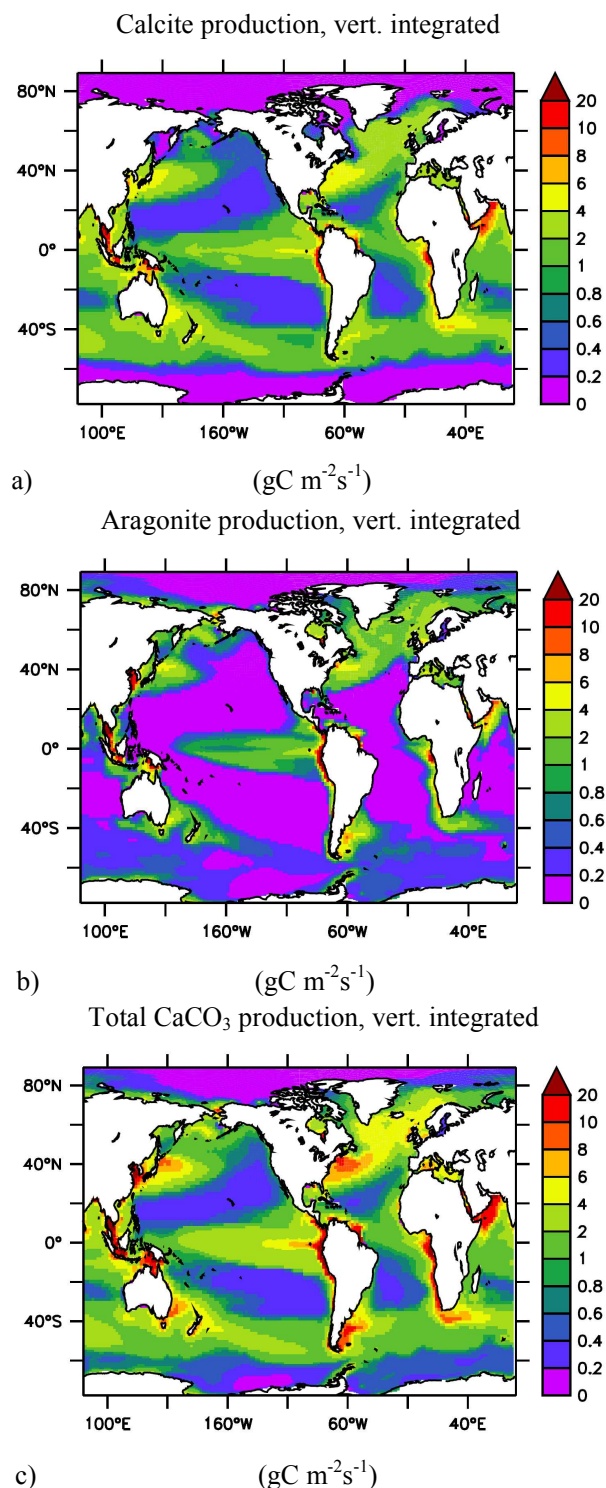 Calcite production, vert. integrated
80°N
40°N
0°
40°S
100°E 160°W 60°W 40°E
20
10
8
6
4
2
1
0.8
0.6
0.4
0.2
0
a) (gC m⁻²s⁻¹)
Aragonite production, vert. integrated
80°N
40°N
0°
40°S
100°E 160°W 60°W 40°E
20
10
8
6
4
2
1
0.8
0.6
0.4
0.2
0
b) (gC m⁻²s⁻¹)
Total CaCO₃ production, vert. integrated
80°N
40°N
0°
40°S
100°E 160°W 60°W 40°E
20
10
8
6
4
2
1
0.8
0.6
0.4
0.2
0
c) (gC m⁻²s⁻¹)